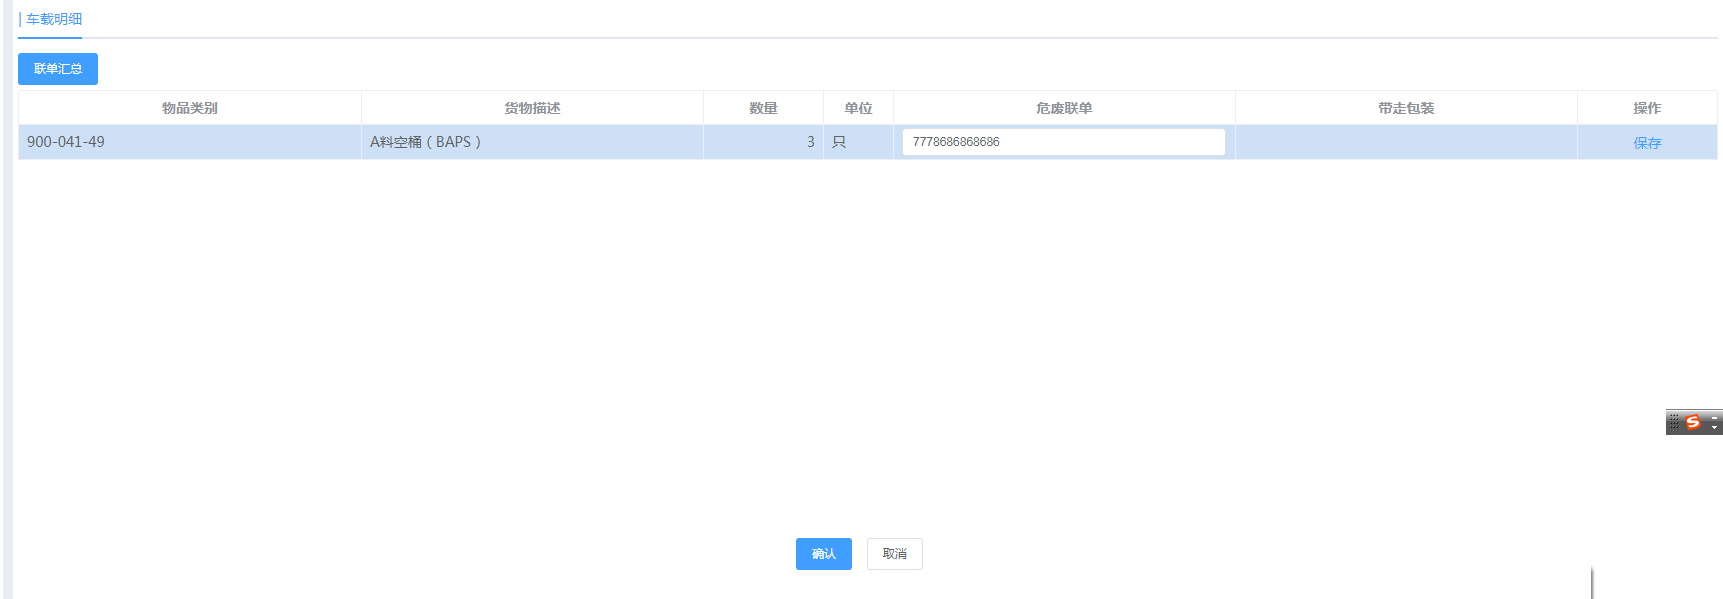 车载明细
联单汇总
物品类别 货物描述 数量 单位 危废联单 带走包装 操作
900-041-49 A料空桶（BAPS） 3 只 7778686868686 保存
确认 取消